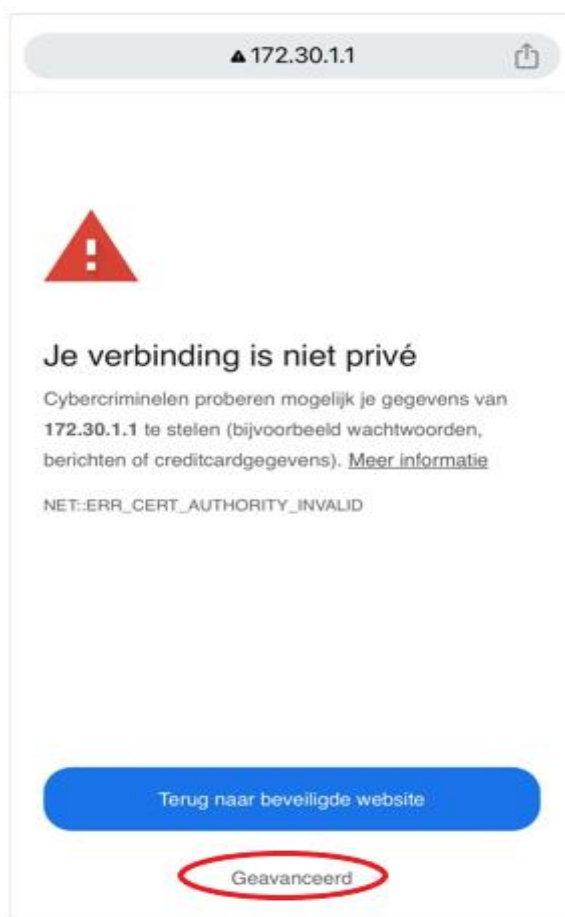 172.30.1.1
Je verbinding is niet privé
Cybercriminelen proberen mogelijk je gegevens van
172.30.1.1 te stelen (bijvoorbeeld wachtwoorden,
berichten of creditcardgegevens). Meer informatie
NET::ERR_CERT_AUTHORITY_INVALID
Terug naar beveiligde website
Geavanceerd